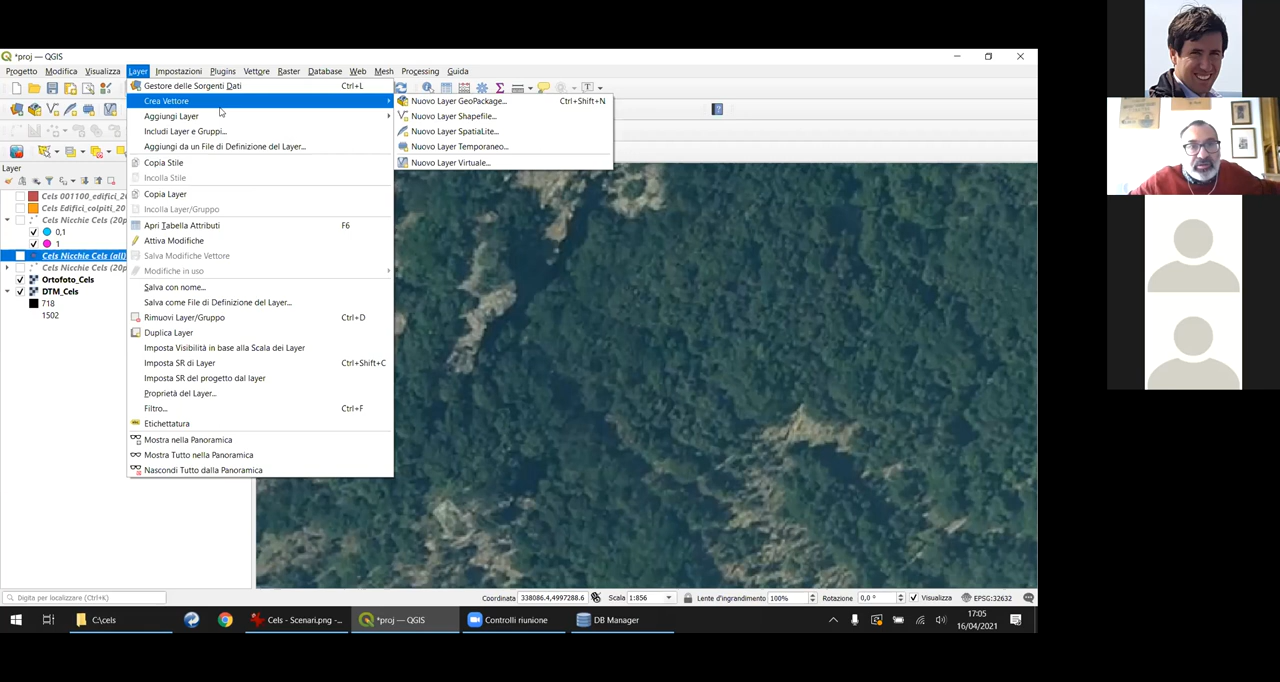 *proj — QGIS
Progetto Modifica Visualizza Layer Impostazioni Plugins Vettore Raster Database Web Mesh Processing Guida
Gestore delle Sorgenti Dati Ctrl+L
Crea Vettore
Aggiungi Layer
Includi Layer e Gruppi...
Aggiungi da un File di Definizione del Layer...
Copia Stile
Incolla Stile
Copia Layer
Incolla Layer/Gruppo
Apri Tabella Attributi F6
Attiva Modifiche
Salva Modifiche Vettore
Modifiche in uso
Salva con nome...
Salva come File di Definizione del Layer...
Rimuovi Layer/Gruppo Ctrl+D
Duplica Layer
Imposta Visibilità in base alla Scala dei Layer
Imposta SR di Layer Ctrl+Shift+C
Imposta SR del progetto dal layer
Proprietà del Layer...
Filtro... Ctrl+F
Etichettatura
Mostra nella Panoramica
Mostra Tutto nella Panoramica
Nascondi Tutto dalla Panoramica
Nuovo Layer GeoPackage... Ctrl+Shift+N
Nuovo Layer Shapefile...
Nuovo Layer SpatiaLite...
Nuovo Layer Temporaneo...
Nuovo Layer Virtuale...
Layer
Cels 001100_edifici_2
Cels Edifici_colpiti_20
Cels Nicchie Cels (20p
0,1
1
Cels Nicchie Cels (all)
Cels Nicchie Cels (20p
Ortofoto_Cels
DTM_Cels
718
1502
Digita per localizzare (Ctrl+K)
Coordinata 338086.4,4997288.6 Scala 1:856 Lente d'ingrandimento 100% Rotazione 0,0 ° Visualizza EPSG:32632
C:\cels
Cels - Scenari.png -...
*proj — QGIS
Controlli riunione
DB Manager
17:05
16/04/2021